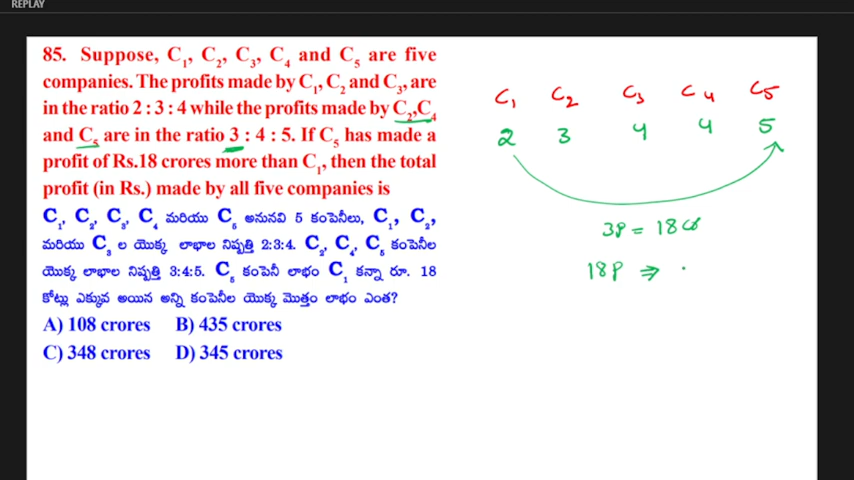 REPLAY
85. Suppose, C₁, C₂, C₃, C₄ and C₅ are five
companies. The profits made by C₁, C₂ and C₃, are
in the ratio 2 : 3 : 4 while the profits made by C₂,C₄
and C₅ are in the ratio 3 : 4 : 5. If C₅ has made a
profit of Rs.18 crores more than C₁, then the total
profit (in Rs.) made by all five companies is
C₁, C₂, C₃, C₄ మరియు C₅ అనునవి 5 కంపెనీలు, C₁, C₂,
మరియు C₃ ల యొక్క లాభాల నిష్పత్తి 2:3:4. C₂, C₄, C₅ కంపెనీల
యొక్క లాభాల నిష్పత్తి 3:4:5. C₅ కంపెనీ లాభం C₁ కన్నా రూ. 18
కోట్లు ఎక్కువ అయిన అన్ని కంపెనీల యొక్క మొత్తం లాభం ఎంత?
A) 108 crores B) 435 crores
C) 348 crores D) 345 crores
C₁ C₂ C₃ C₄ C₅
2 3 4 4 5
3P = 18 cr
18P ⇒